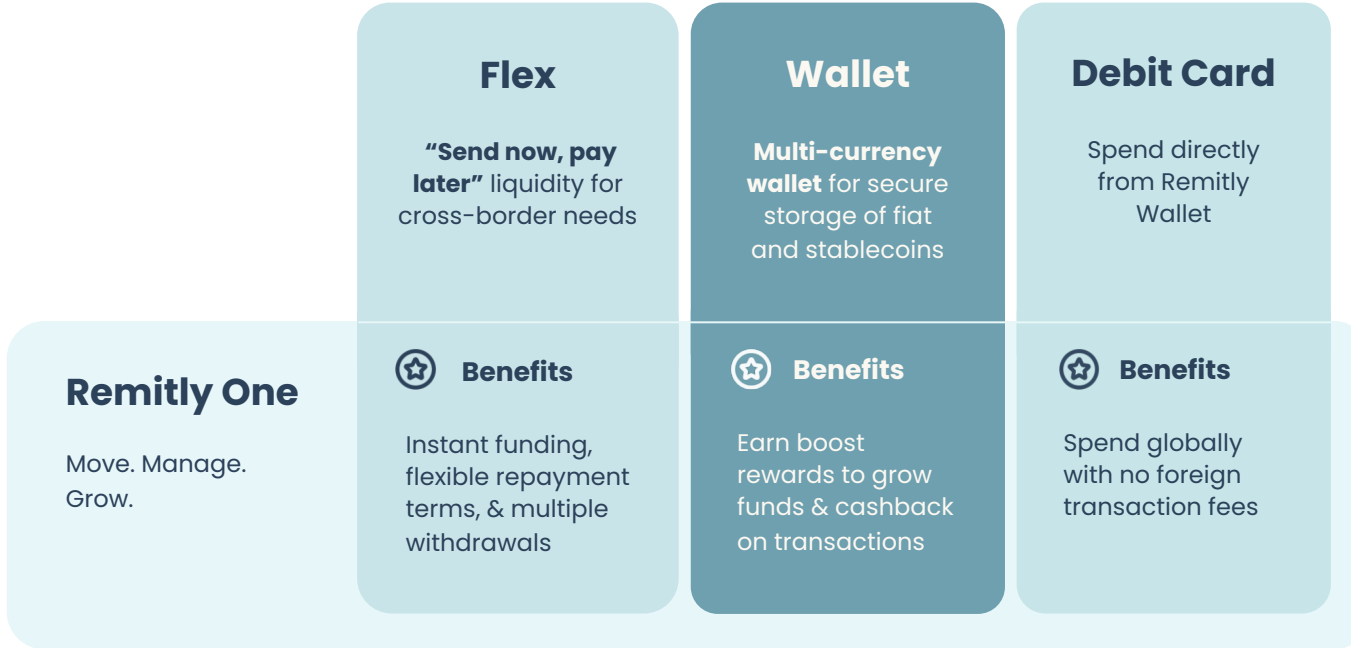 Flex
“Send now, pay
later” liquidity for
cross-border needs
Wallet
Multi-currency
wallet for secure
storage of fiat
and stablecoins
Debit Card
Spend directly
from Remitly
Wallet
Remitly One
Move. Manage.
Grow.
Benefits
Instant funding,
flexible repayment
terms, & multiple
withdrawals
Benefits
Earn boost
rewards to grow
funds & cashback
on transactions
Benefits
Spend globally
with no foreign
transaction fees